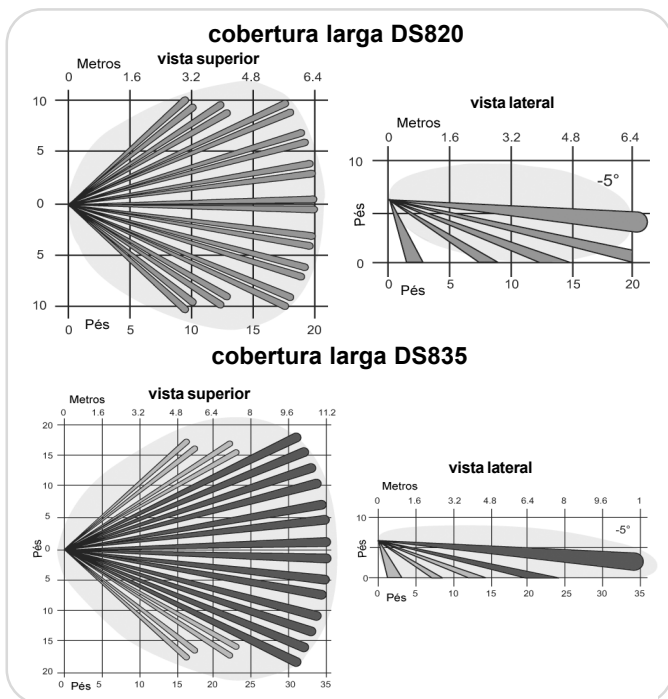 cobertura larga DS820
vista superior
Metros
0 1.6 3.2 4.8 6.4
10
5
0
5
10
Pés
0 5 10 15 20
vista lateral
Metros
0 1.6 3.2 4.8 6.4
10
-5°
5
Pés
0
Pés
0 5 10 15 20
cobertura larga DS835
vista superior
Metros
0 1.6 3.2 4.8 6.4 8 9.6 11.2
20
15
10
5
Pés
0
5
10
15
20
0 Pés 5 10 15 20 25 30 35
vista lateral
Metros
0 1.6 3.2 4.8 6.4 8 9.6 1
10
-5°
5
Pés
0
Pés
0 5 10 15 20 25 30 35